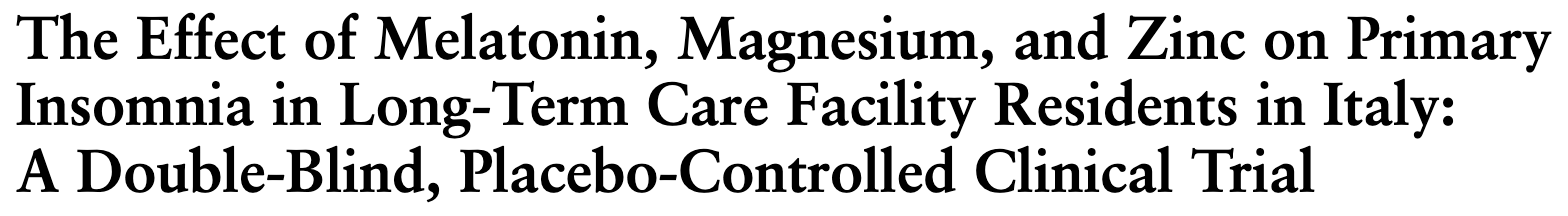 The Effect of Melatonin, Magnesium, and Zinc on Primary
Insomnia in Long-Term Care Facility Residents in Italy:
A Double-Blind, Placebo-Controlled Clinical Trial